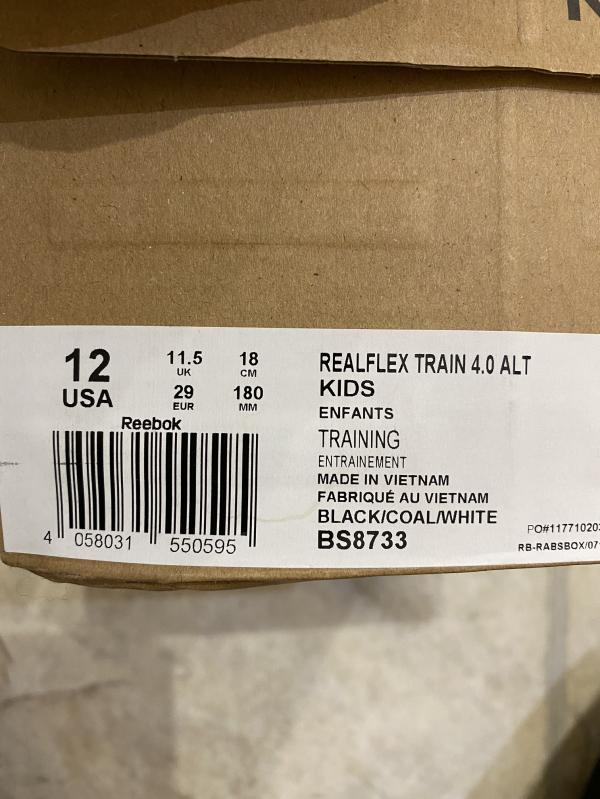 12
USA
11.5
UK
18
CM
29
EUR
180
MM
Reebok
4 058031 550595
REALFLEX TRAIN 4.0 ALT
KIDS
ENFANTS
TRAINING
ENTRAINEMENT
MADE IN VIETNAM
FABRIQUÉ AU VIETNAM
BLACK/COAL/WHITE
BS8733